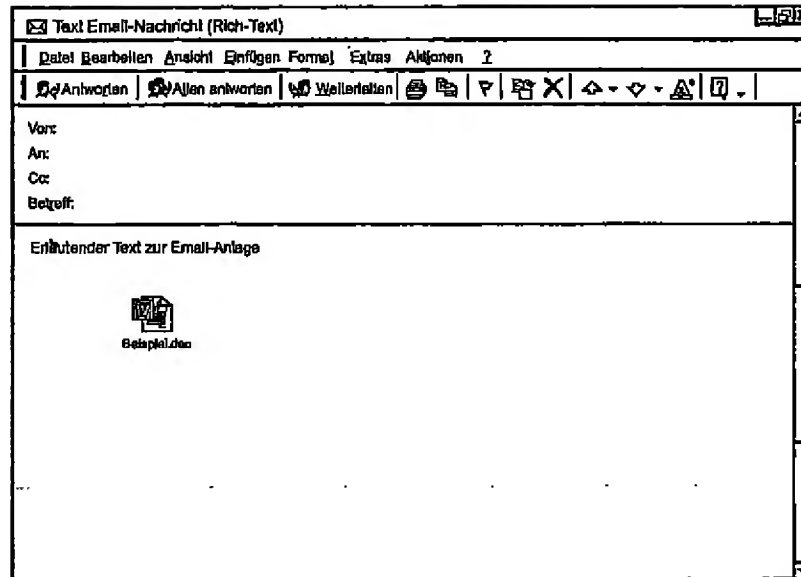 Text Email-Nachricht (Rich-Text)
Datei Bearbeiten Ansicht Einfügen Format Extras Aktionen ?
Antworten Allen antworten Weiterleiten
Von:
An:
Cc:
Betreff:
Erläutender Text zur Email-Anlage
Beispiel.doc